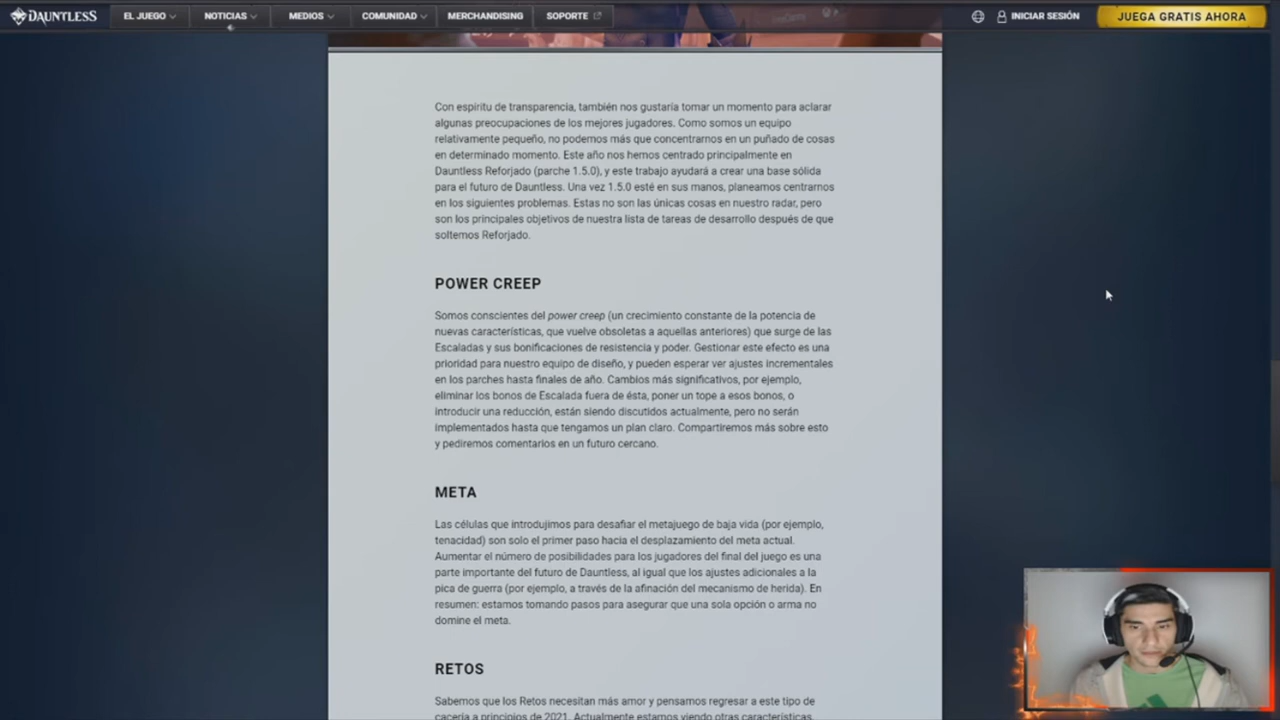 DAUNTLESS
EL JUEGO
NOTICIAS
MEDIOS
COMUNIDAD
MERCHANDISING
SOPORTE
INICIAR SESIÓN
JUEGA GRATIS AHORA
Con espíritu de transparencia, también nos gustaría tomar un momento para aclarar
algunas preocupaciones de los mejores jugadores. Como somos un equipo
relativamente pequeño, no podemos más que concentrarnos en un puñado de cosas
en determinado momento. Este año nos hemos centrado principalmente en
Dauntless Reforjado (parche 1.5.0), y este trabajo ayudará a crear una base sólida
para el futuro de Dauntless. Una vez 1.5.0 esté en sus manos, planeamos centrarnos
en los siguientes problemas. Estas no son las únicas cosas en nuestro radar, pero
son los principales objetivos de nuestra lista de tareas de desarrollo después de que
soltemos Reforjado.
POWER CREEP
Somos conscientes del power creep (un crecimiento constante de la potencia de
nuevas características, que vuelve obsoletas a aquellas anteriores) que surge de las
Escaladas y sus bonificaciones de resistencia y poder. Gestionar este efecto es una
prioridad para nuestro equipo de diseño, y pueden esperar ver ajustes incrementales
en los parches hasta finales de año. Cambios más significativos, por ejemplo,
eliminar los bonos de Escalada fuera de ésta, poner un tope a esos bonos, o
introducir una reducción, están siendo discutidos actualmente, pero no serán
implementados hasta que tengamos un plan claro. Compartiremos más sobre esto
y pediremos comentarios en un futuro cercano.
META
Las células que introdujimos para desafiar el metajuego de baja vida (por ejemplo,
tenacidad) son solo el primer paso hacia el desplazamiento del meta actual.
Aumentar el número de posibilidades para los jugadores del final del juego es una
parte importante del futuro de Dauntless, al igual que los ajustes adicionales a la
pica de guerra (por ejemplo, a través de la afinación del mecanismo de herida). En
resumen: estamos tomando pasos para asegurar que una sola opción o arma no
domine el meta.
RETOS
Sabemos que los Retos necesitan más amor y pensamos regresar a este tipo de
cacería a principios de 2021. Actualmente estamos viendo otras características,